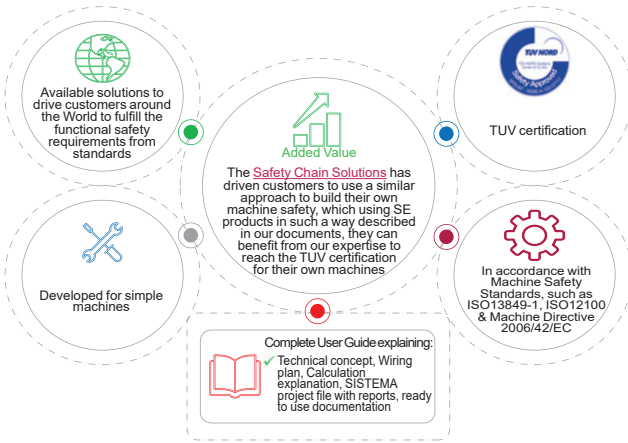 Available solutions to
drive customers around
the World to fulfill the
functional safety
requirements from
standards
TUV NORD
Safety Approved
TUV certification
Added Value
The Safety Chain Solutions has
driven customers to use a similar
approach to build their own
machine safety, which using SE
products in such a way described
in our documents, they can
benefit from our expertise to
reach the TUV certification
for their own machines
Developed for simple
machines
In accordance with
Machine Safety
Standards, such as
ISO13849-1, ISO12100
& Machine Directive
2006/42/EC
Complete User Guide explaining:
✓ Technical concept, Wiring
plan, Calculation
explanation, SISTEMA
project file with reports, ready
to use documentation